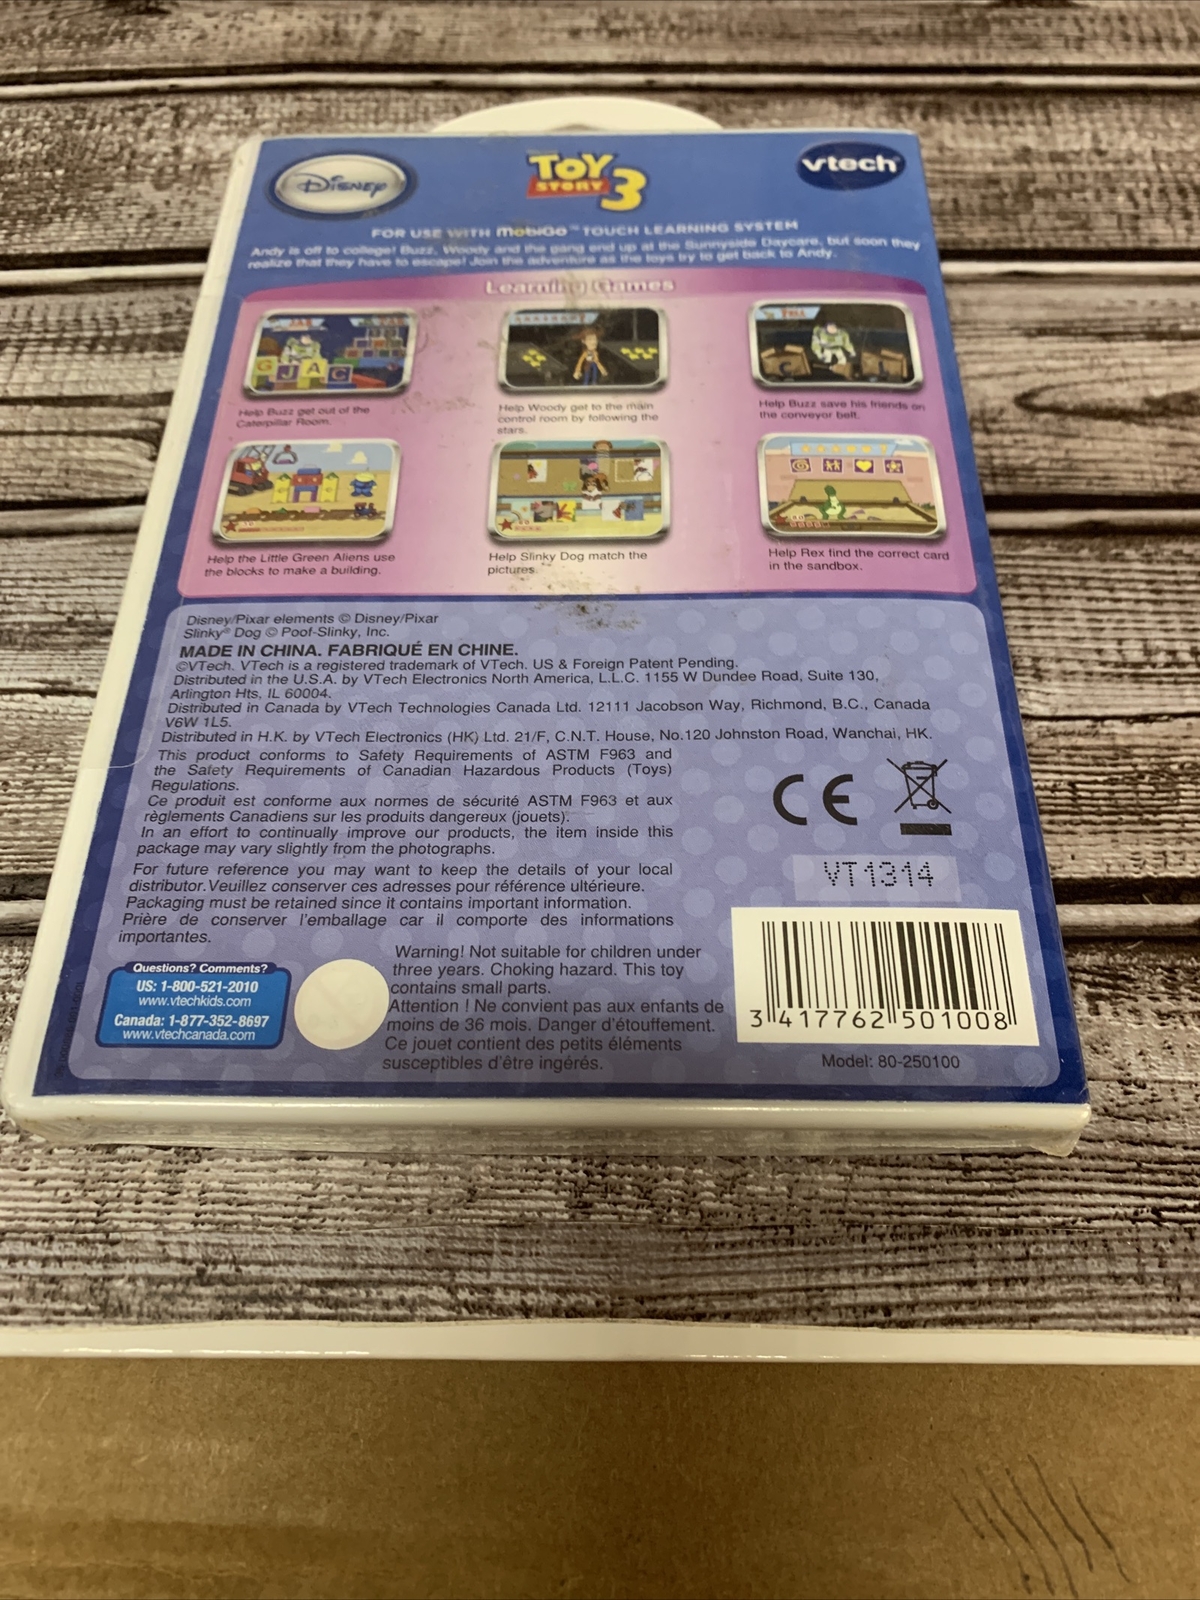 Disney
TOY STORY 3
vtech®
FOR USE WITH MobiGo™ TOUCH LEARNING SYSTEM
Andy is off to college! Buzz, Woody and the gang end up at the Sunnyside Daycare, but soon they
realize that they have to escape! Join the adventure as the toys try to get back to Andy.
Learning Games
JAG
G J A C
Help Buzz get out of the
Caterpillar Room.
Help Woody get to the main
control room by following the
stars.
Help Buzz save his friends on
the conveyor belt.
Help the Little Green Aliens use
the blocks to make a building.
Help Slinky Dog match the
pictures.
Help Rex find the correct card
in the sandbox.
Disney/Pixar elements © Disney/Pixar
Slinky® Dog © Poof-Slinky, Inc.
MADE IN CHINA. FABRIQUÉ EN CHINE.
©VTech. VTech is a registered trademark of VTech. US & Foreign Patent Pending.
Distributed in the U.S.A. by VTech Electronics North America, L.L.C. 1155 W Dundee Road, Suite 130,
Arlington Hts, IL 60004.
Distributed in Canada by VTech Technologies Canada Ltd. 12111 Jacobson Way, Richmond, B.C., Canada
V6W 1L5.
Distributed in H.K. by VTech Electronics (HK) Ltd. 21/F, C.N.T. House, No.120 Johnston Road, Wanchai, HK.
This product conforms to Safety Requirements of ASTM F963 and
the Safety Requirements of Canadian Hazardous Products (Toys)
Regulations.
Ce produit est conforme aux normes de sécurité ASTM F963 et aux
règlements Canadiens sur les produits dangereux (jouets).
In an effort to continually improve our products, the item inside this
package may vary slightly from the photographs.
For future reference you may want to keep the details of your local
distributor. Veuillez conserver ces adresses pour référence ultérieure.
Packaging must be retained since it contains important information.
Prière de conserver l'emballage car il comporte des informations
importantes.
CE
VT1314
Questions? Comments?
US: 1-800-521-2010
www.vtechkids.com
Canada: 1-877-352-8697
www.vtechcanada.com
Warning! Not suitable for children under
three years. Choking hazard. This toy
contains small parts.
Attention ! Ne convient pas aux enfants de
moins de 36 mois. Danger d'étouffement.
Ce jouet contient des petits éléments
susceptibles d'être ingérés.
3 417762 501008
Model: 80-250100